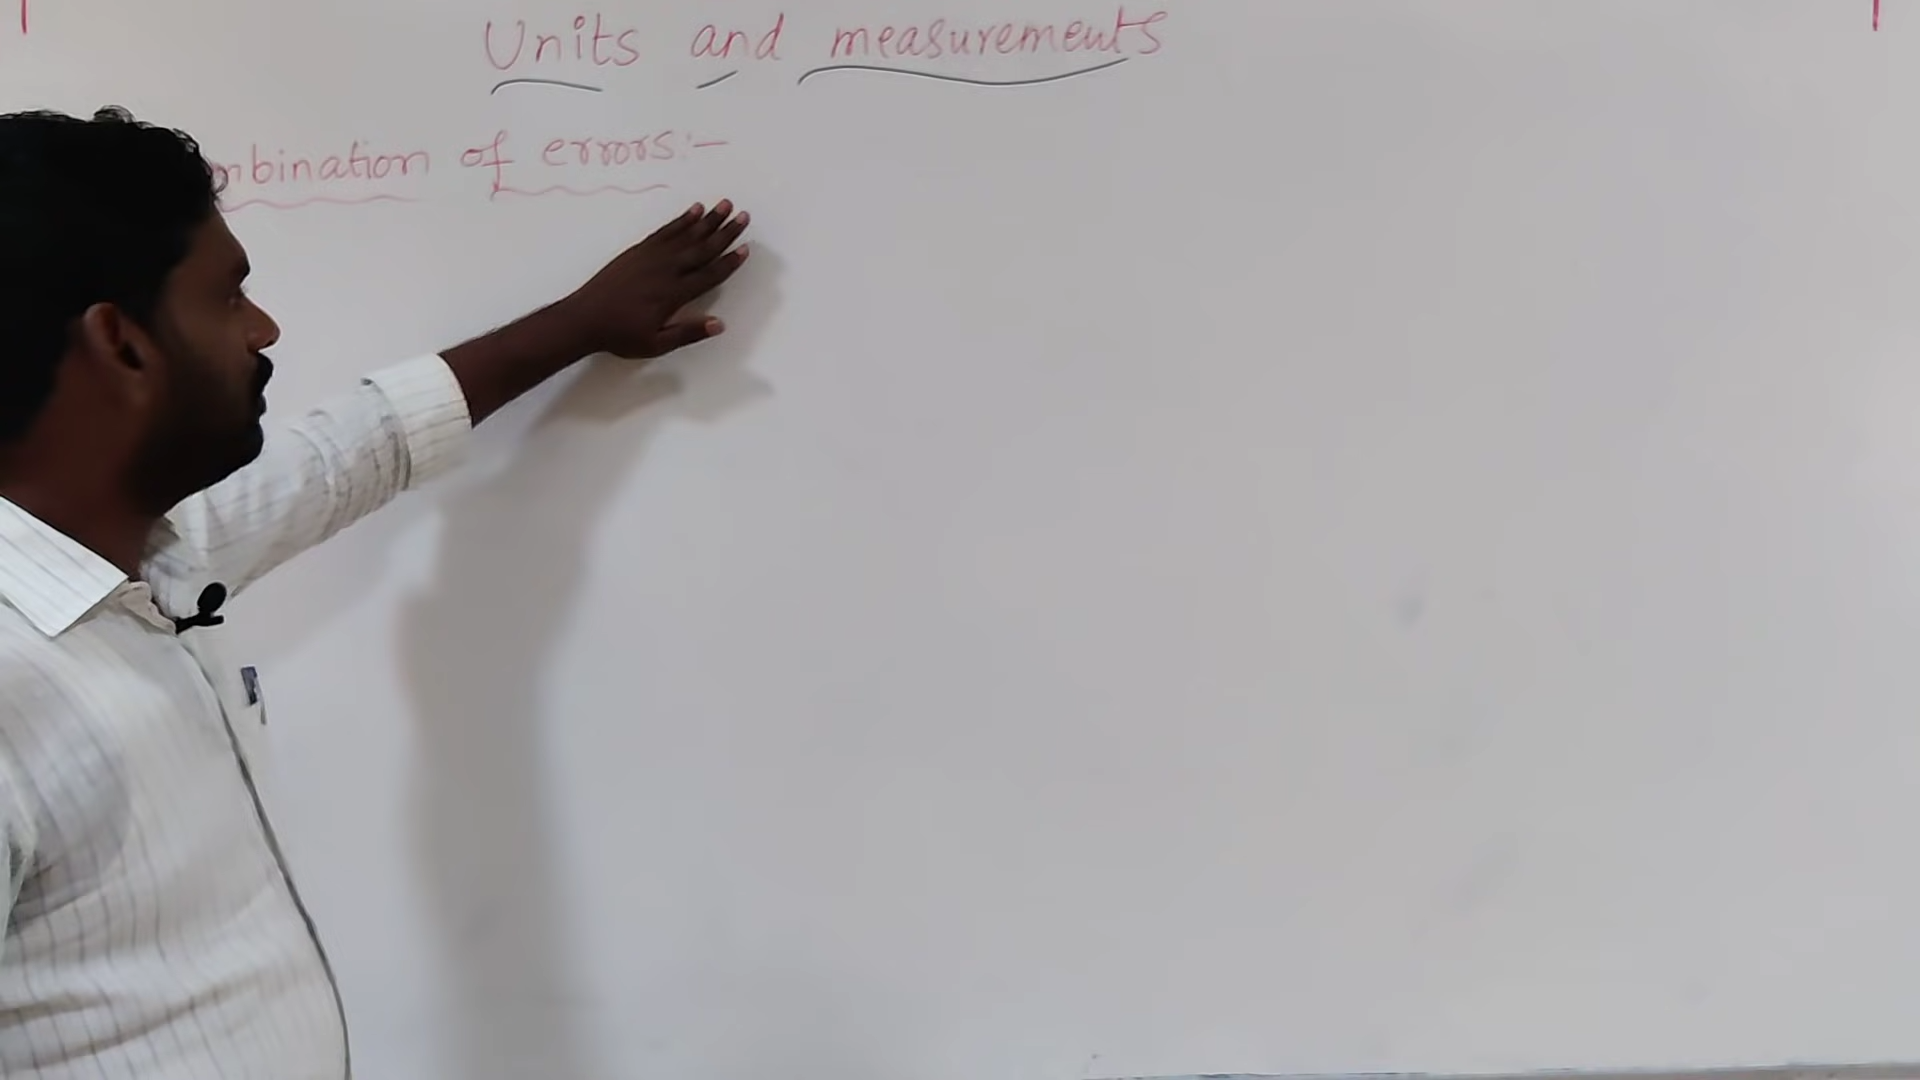 Units and measurements
mbination of errors:-